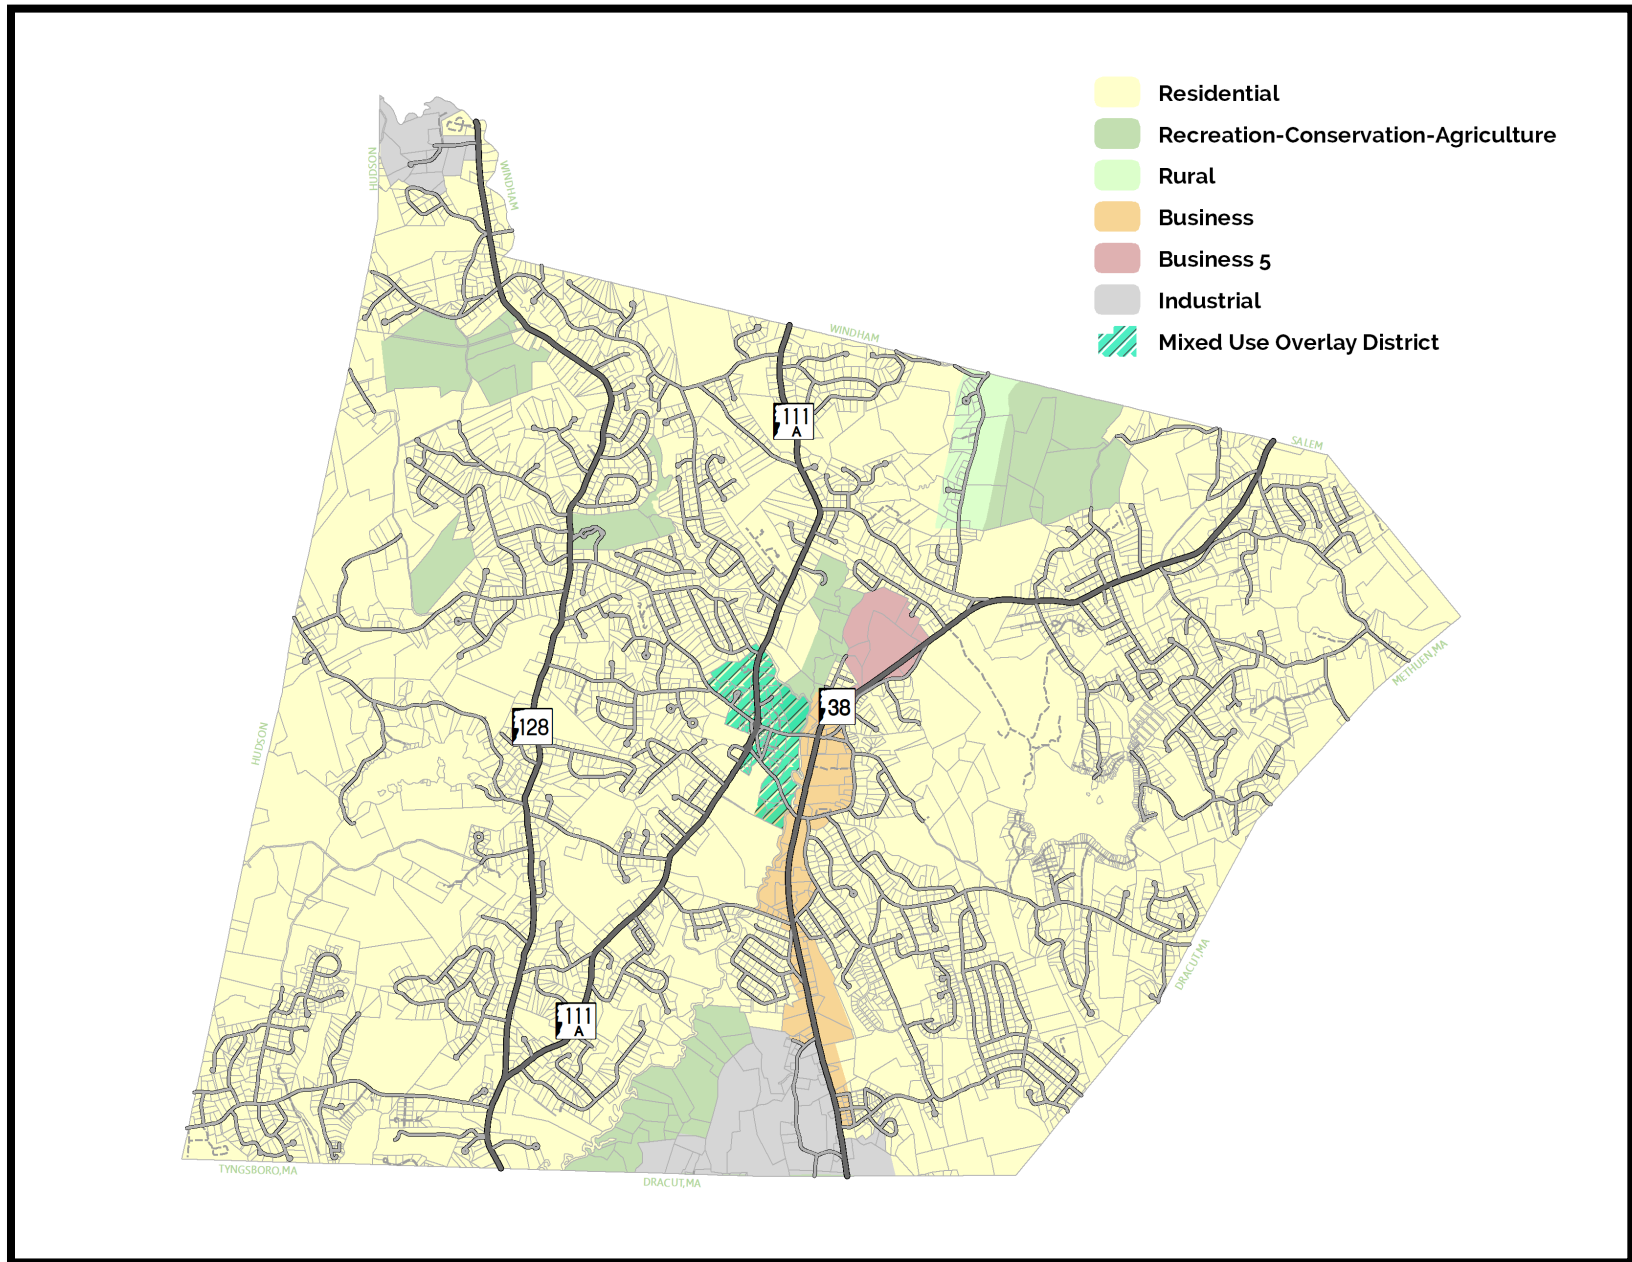 Residential
Recreation-Conservation-Agriculture
Rural
Business
Business 5
Industrial
Mixed Use Overlay District
HUDSON
WINDHAM
WINDHAM
111
A
SALEM
METHUEN,MA
38
128
HUDSON
DRACUT,MA
111
A
TYNGSBORO,MA
DRACUT,MA